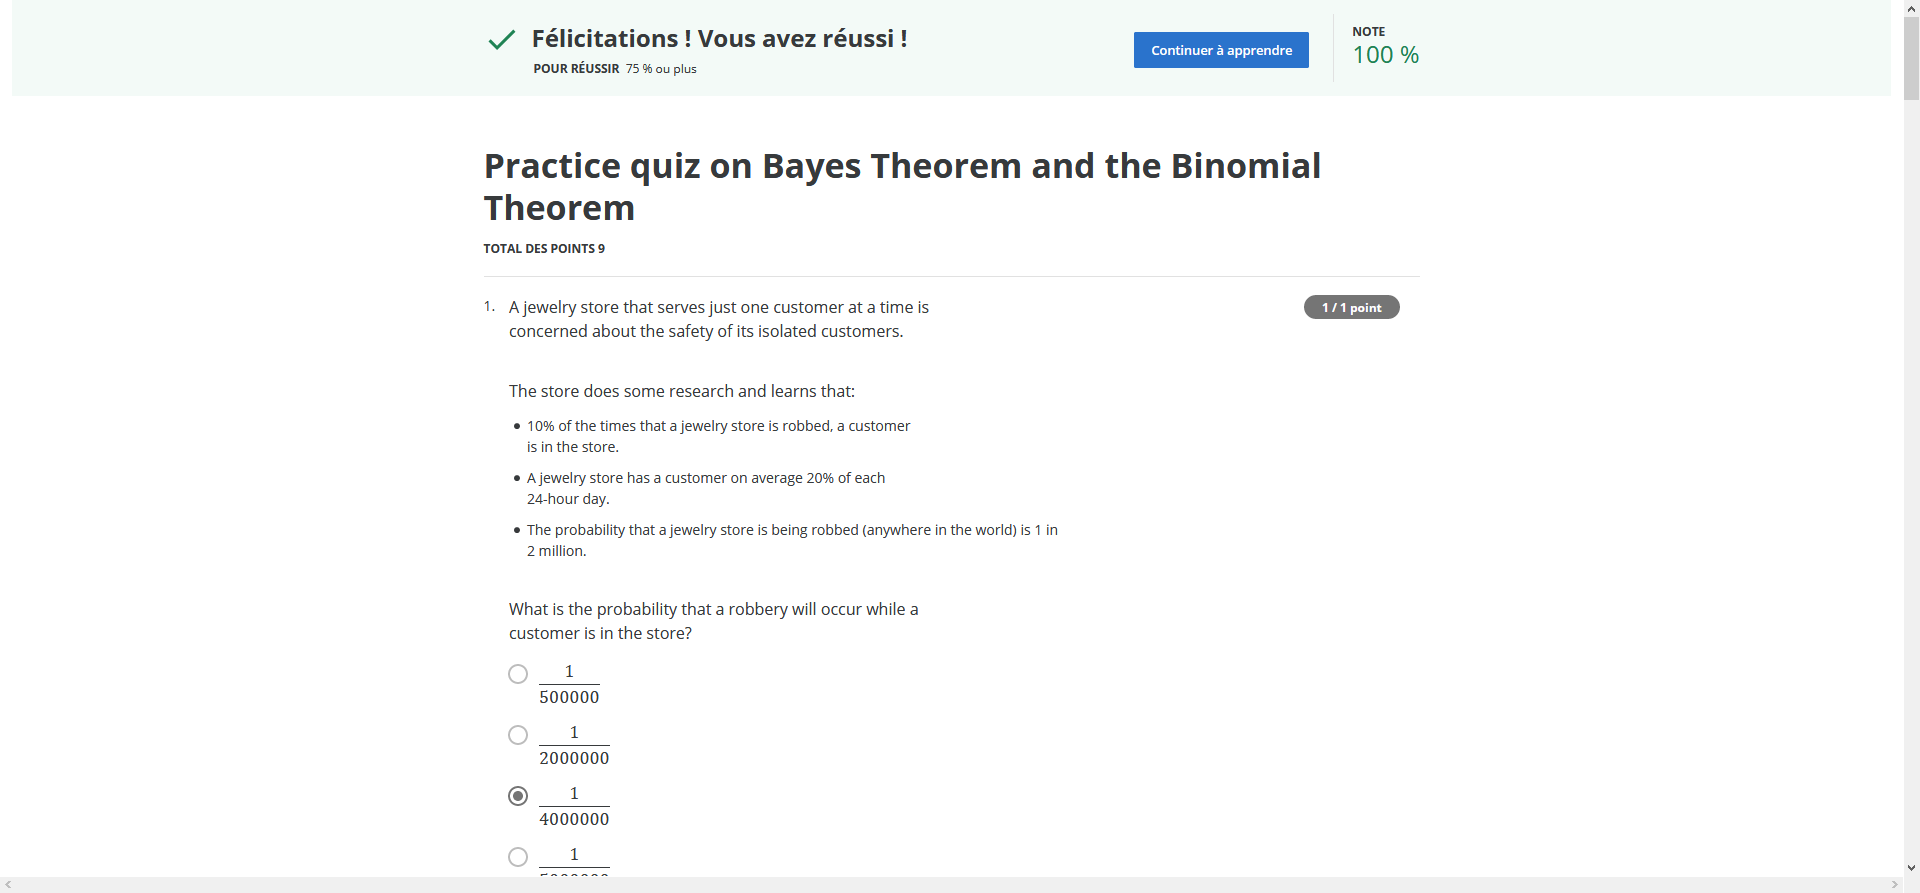 Félicitations ! Vous avez réussi !
POUR RÉUSSIR 75 % ou plus
Continuer à apprendre
NOTE
100 %
Practice quiz on Bayes Theorem and the Binomial
Theorem
TOTAL DES POINTS 9
1. A jewelry store that serves just one customer at a time is
concerned about the safety of its isolated customers.
1 / 1 point
The store does some research and learns that:
• 10% of the times that a jewelry store is robbed, a customer
is in the store.
• A jewelry store has a customer on average 20% of each
24-hour day.
• The probability that a jewelry store is being robbed (anywhere in the world) is 1 in
2 million.
What is the probability that a robbery will occur while a
customer is in the store?
1
500000
1
2000000
1
4000000
1